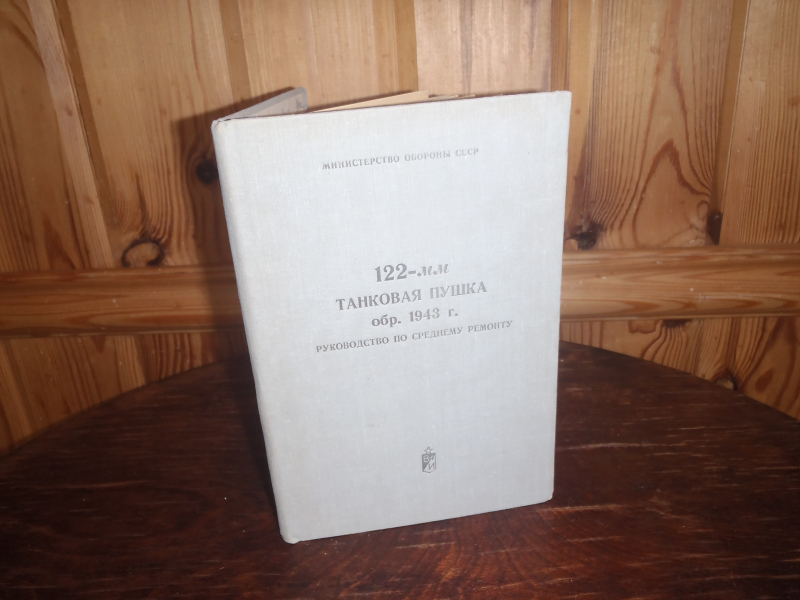 МИНИСТЕРСТВО ОБОРОНЫ СССР
122-мм
ТАНКОВАЯ ПУШКА
обр. 1943 г.
РУКОВОДСТВО ПО СРЕДНЕМУ РЕМОНТУ